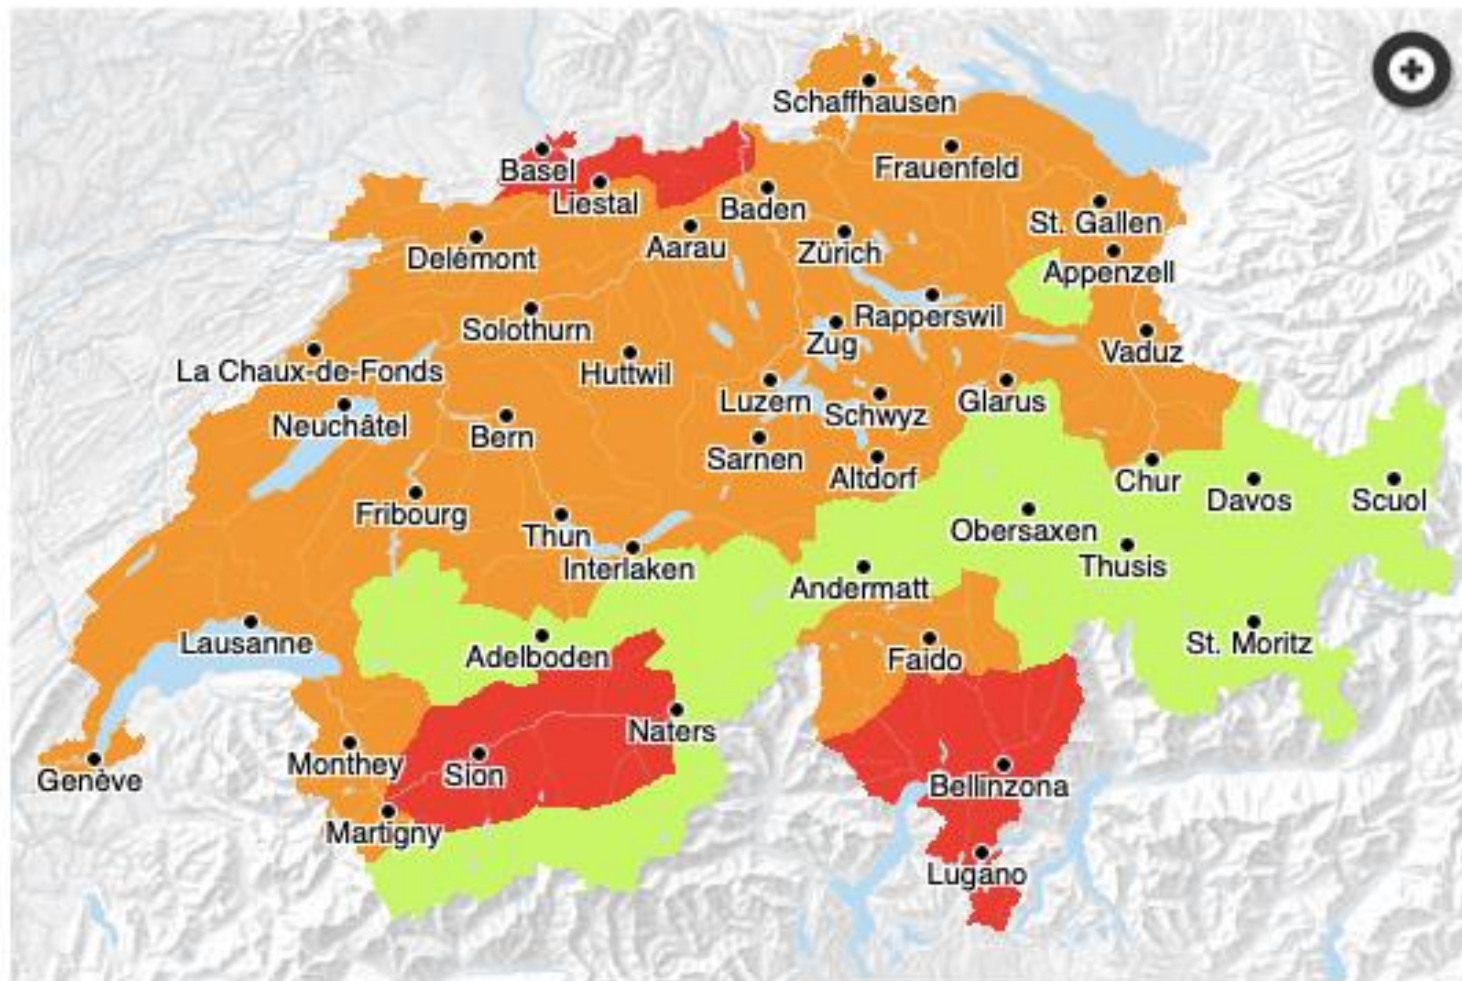 Schaffhausen
Basel
Frauenfeld
Liestal
Baden
St. Gallen
Delémont
Aarau
Zürich
Appenzell
Solothurn
Rapperswil
Zug
Vaduz
La Chaux-de-Fonds
Huttwil
Luzern
Schwyz
Glarus
Neuchâtel
Bern
Sarnen
Altdorf
Chur
Davos
Scuol
Fribourg
Thun
Obersaxen
Interlaken
Andermatt
Thusis
Lausanne
Adelboden
Faido
St. Moritz
Naters
Genève
Monthey
Sion
Bellinzona
Martigny
Lugano